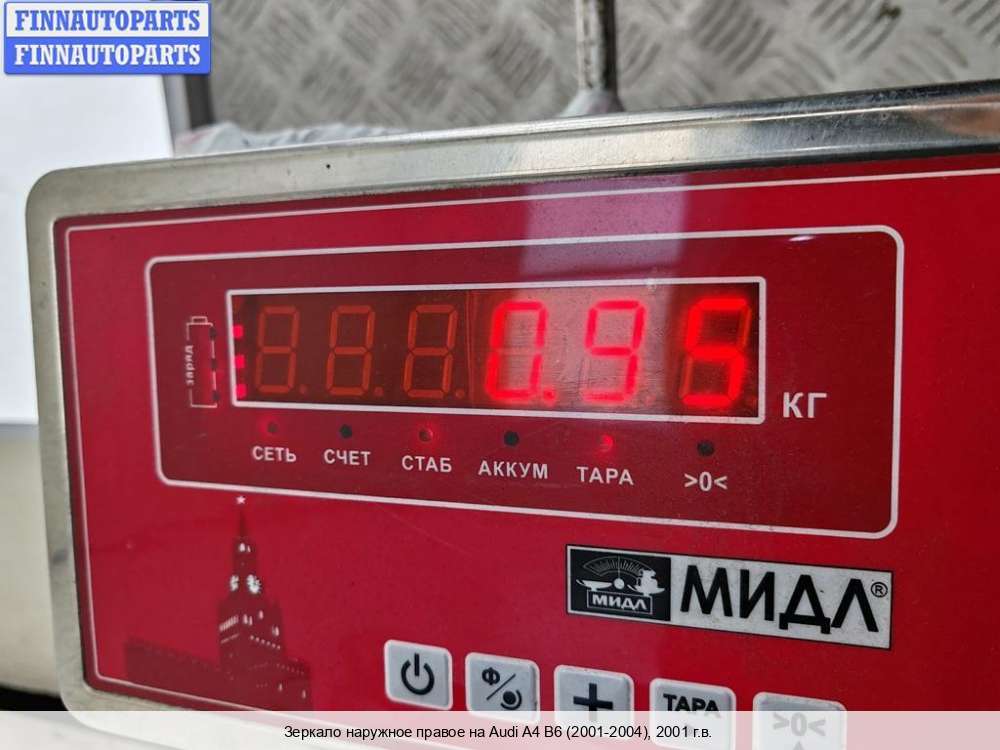 FINNAUTOPARTS
FINNAUTOPARTS
заряд
0.95
КГ
СЕТЬ СЧЕТ СТАБ АККУМ ТАРА >0<
МИДЛ МИДЛ®
Ф/ + ТАРА >0<
Зеркало наружное правое на Audi A4 B6 (2001-2004), 2001 г.в.